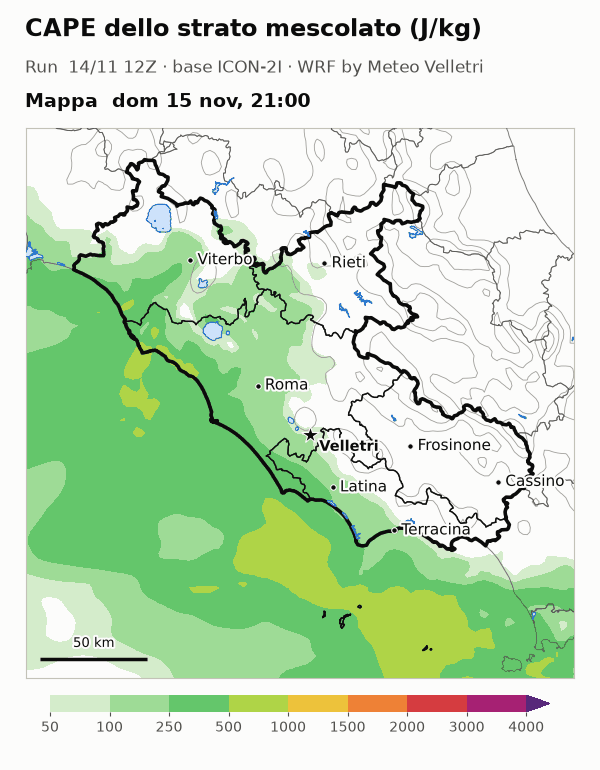 CAPE dello strato mescolato (J/kg)
Run 14/11 12Z · base ICON-2I · WRF by Meteo Velletri
Mappa dom 15 nov, 21:00
Viterbo
Rieti
Roma
Velletri
Frosinone
Latina
Cassino
Terracina
50 km
50 100 250 500 1000 1500 2000 3000 4000